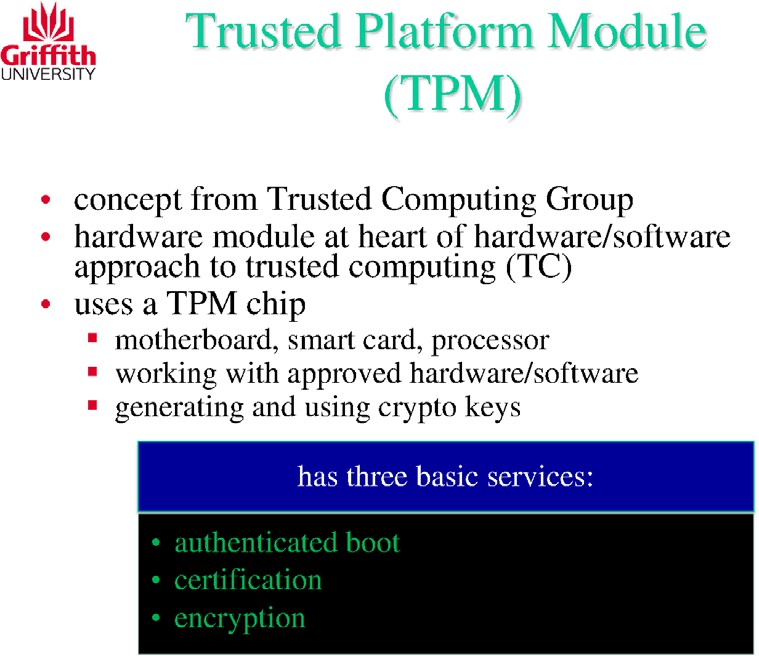 Griffith
UNIVERSITY
Trusted Platform Module
(TPM)
• concept from Trusted Computing Group
• hardware module at heart of hardware/software
approach to trusted computing (TC)
• uses a TPM chip
▪ motherboard, smart card, processor
▪ working with approved hardware/software
▪ generating and using crypto keys
has three basic services:
• authenticated boot
• certification
• encryption